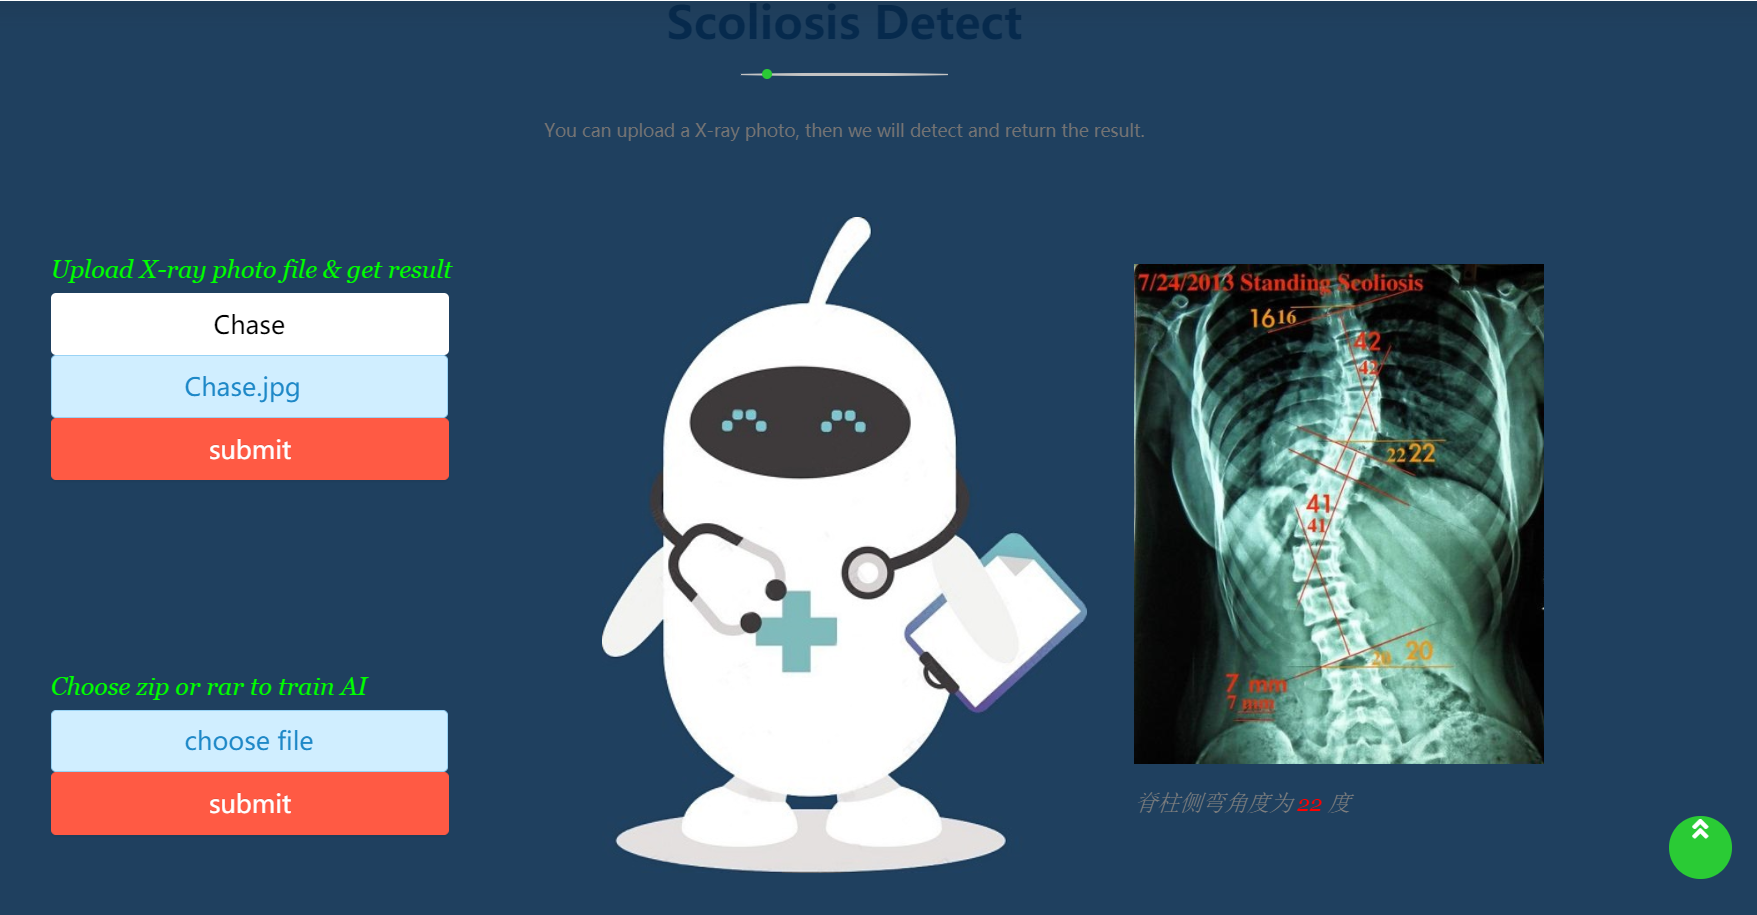 Scoliosis Detect
You can upload a X-ray photo, then we will detect and return the result.
Upload X-ray photo file & get result
Chase
Chase.jpg
submit
Choose zip or rar to train AI
choose file
submit
7/24/2013 Standing Scoliosis
16 16
42
42
22 22
41
41
20 20
7 mm
7 mm
脊柱侧弯角度为 22 度